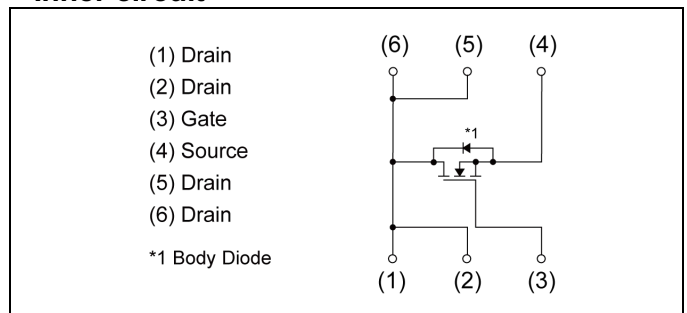 Inner circuit
(1) Drain
(2) Drain
(3) Gate
(4) Source
(5) Drain
(6) Drain
*1 Body Diode
(6) (5) (4)
*1
(1) (2) (3)